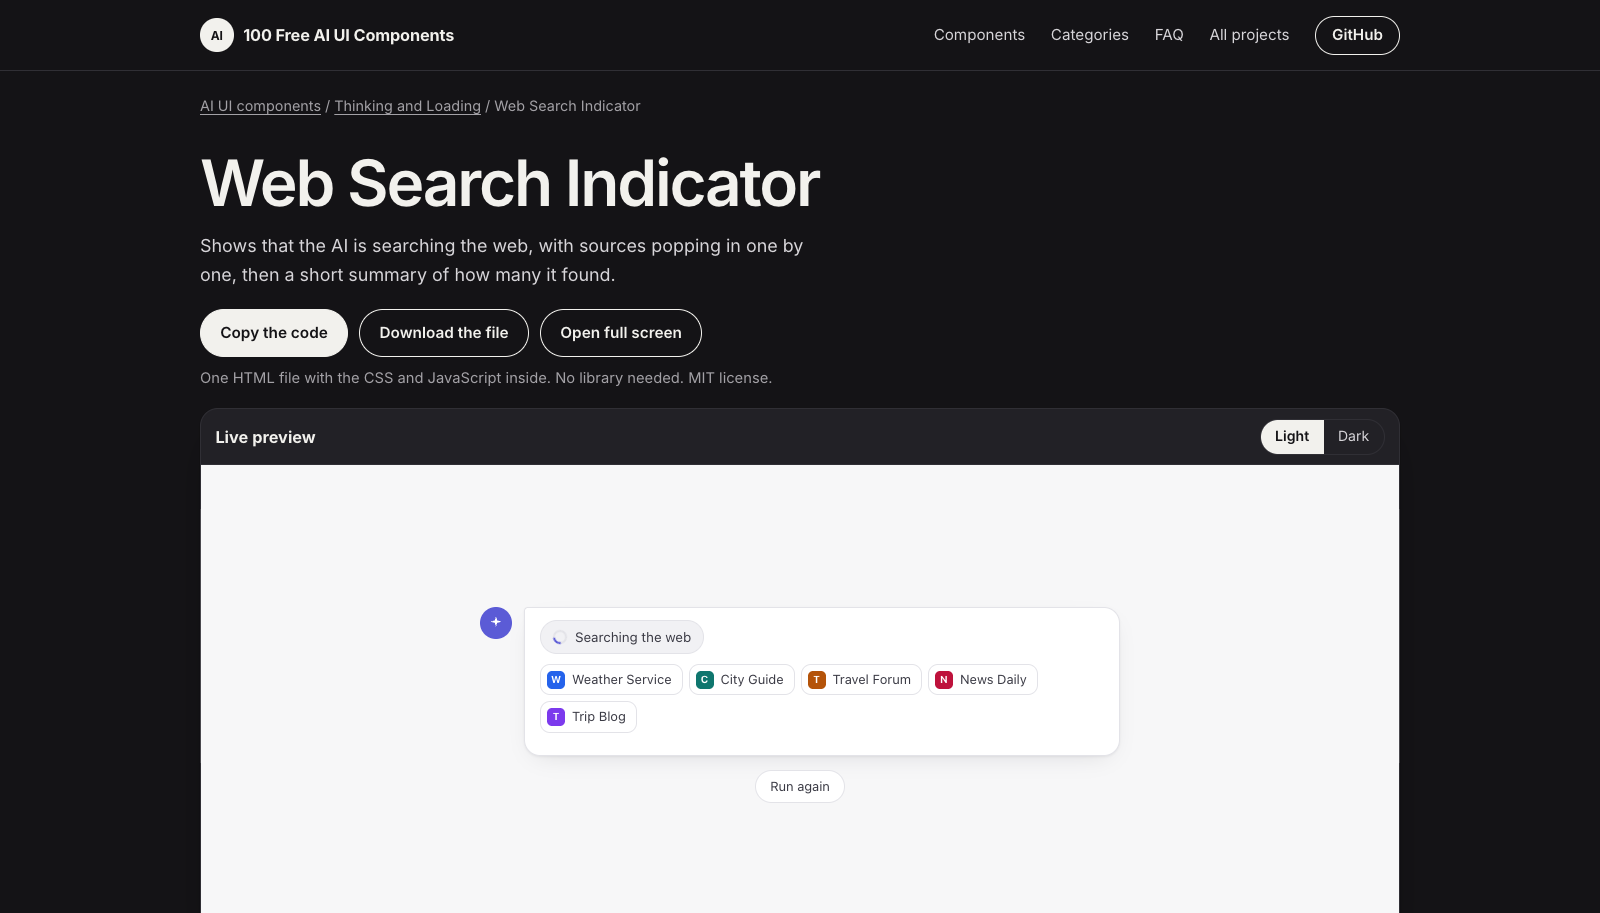 AI 100 Free AI UI Components
Components Categories FAQ All projects GitHub
AI UI components / Thinking and Loading / Web Search Indicator
Web Search Indicator
Shows that the AI is searching the web, with sources popping in one by
one, then a short summary of how many it found.
Copy the code Download the file Open full screen
One HTML file with the CSS and JavaScript inside. No library needed. MIT license.
Live preview Light Dark
Searching the web
W Weather Service C City Guide T Travel Forum N News Daily
T Trip Blog
Run again